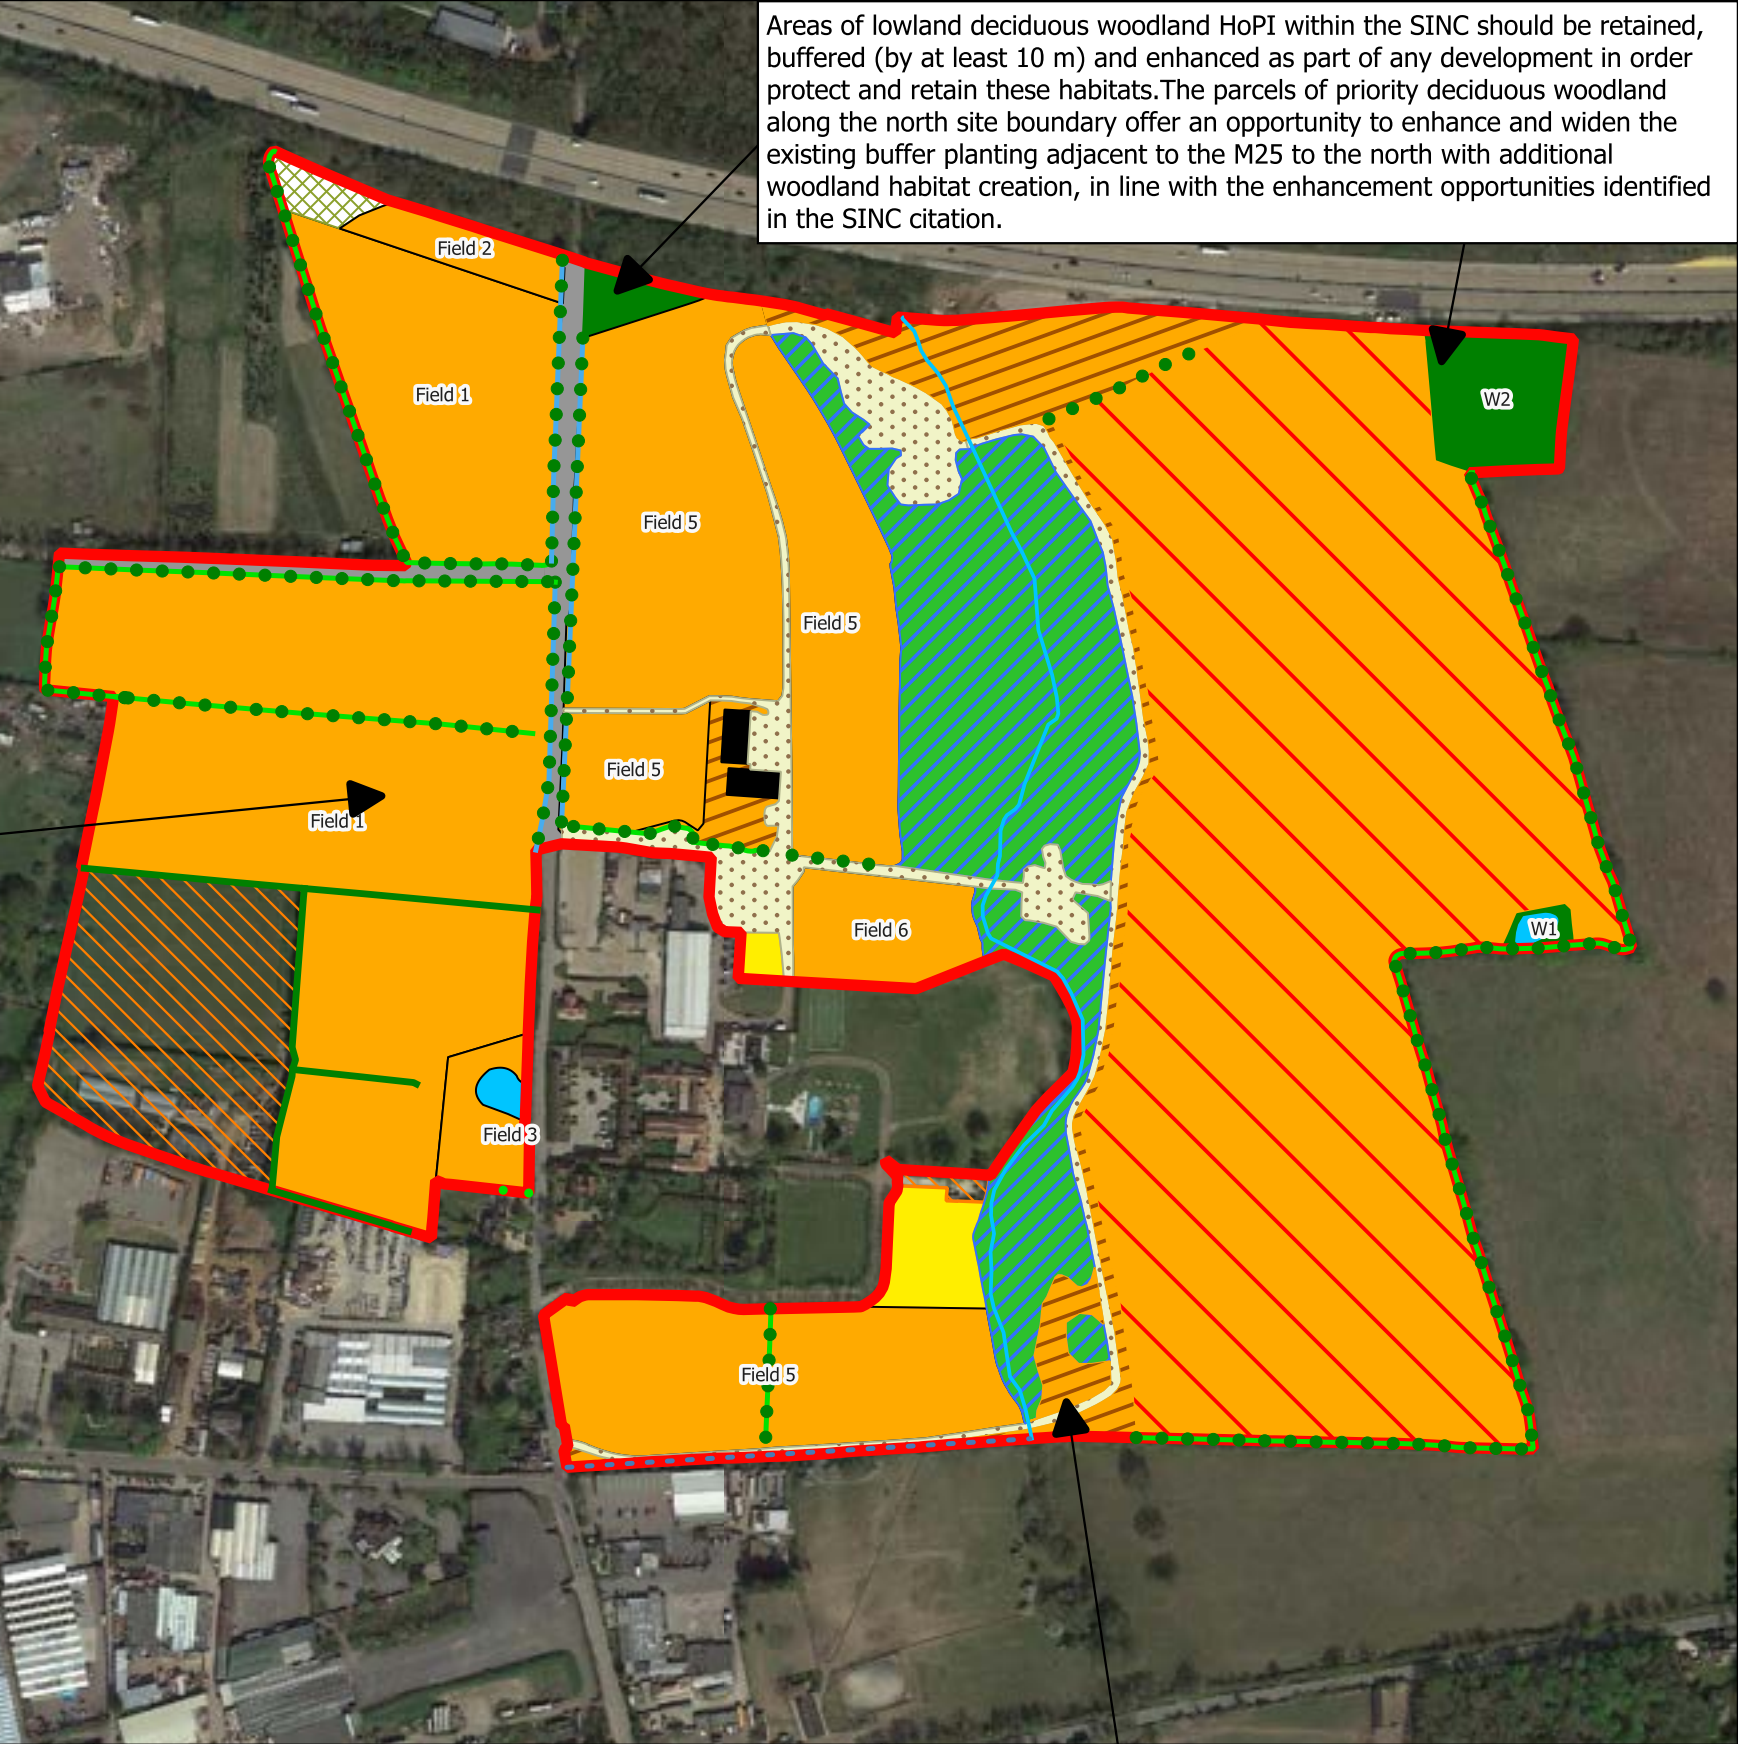 Areas of lowland deciduous woodland HoPI within the SINC should be retained,
buffered (by at least 10 m) and enhanced as part of any development in order
protect and retain these habitats.The parcels of priority deciduous woodland
along the north site boundary offer an opportunity to enhance and widen the
existing buffer planting adjacent to the M25 to the north with additional
woodland habitat creation, in line with the enhancement opportunities identified
in the SINC citation.
Field 2
Field 1
W2
Field 5
Field 5
Field 5
Field 1
Field 6
W1
Field 3
Field 5